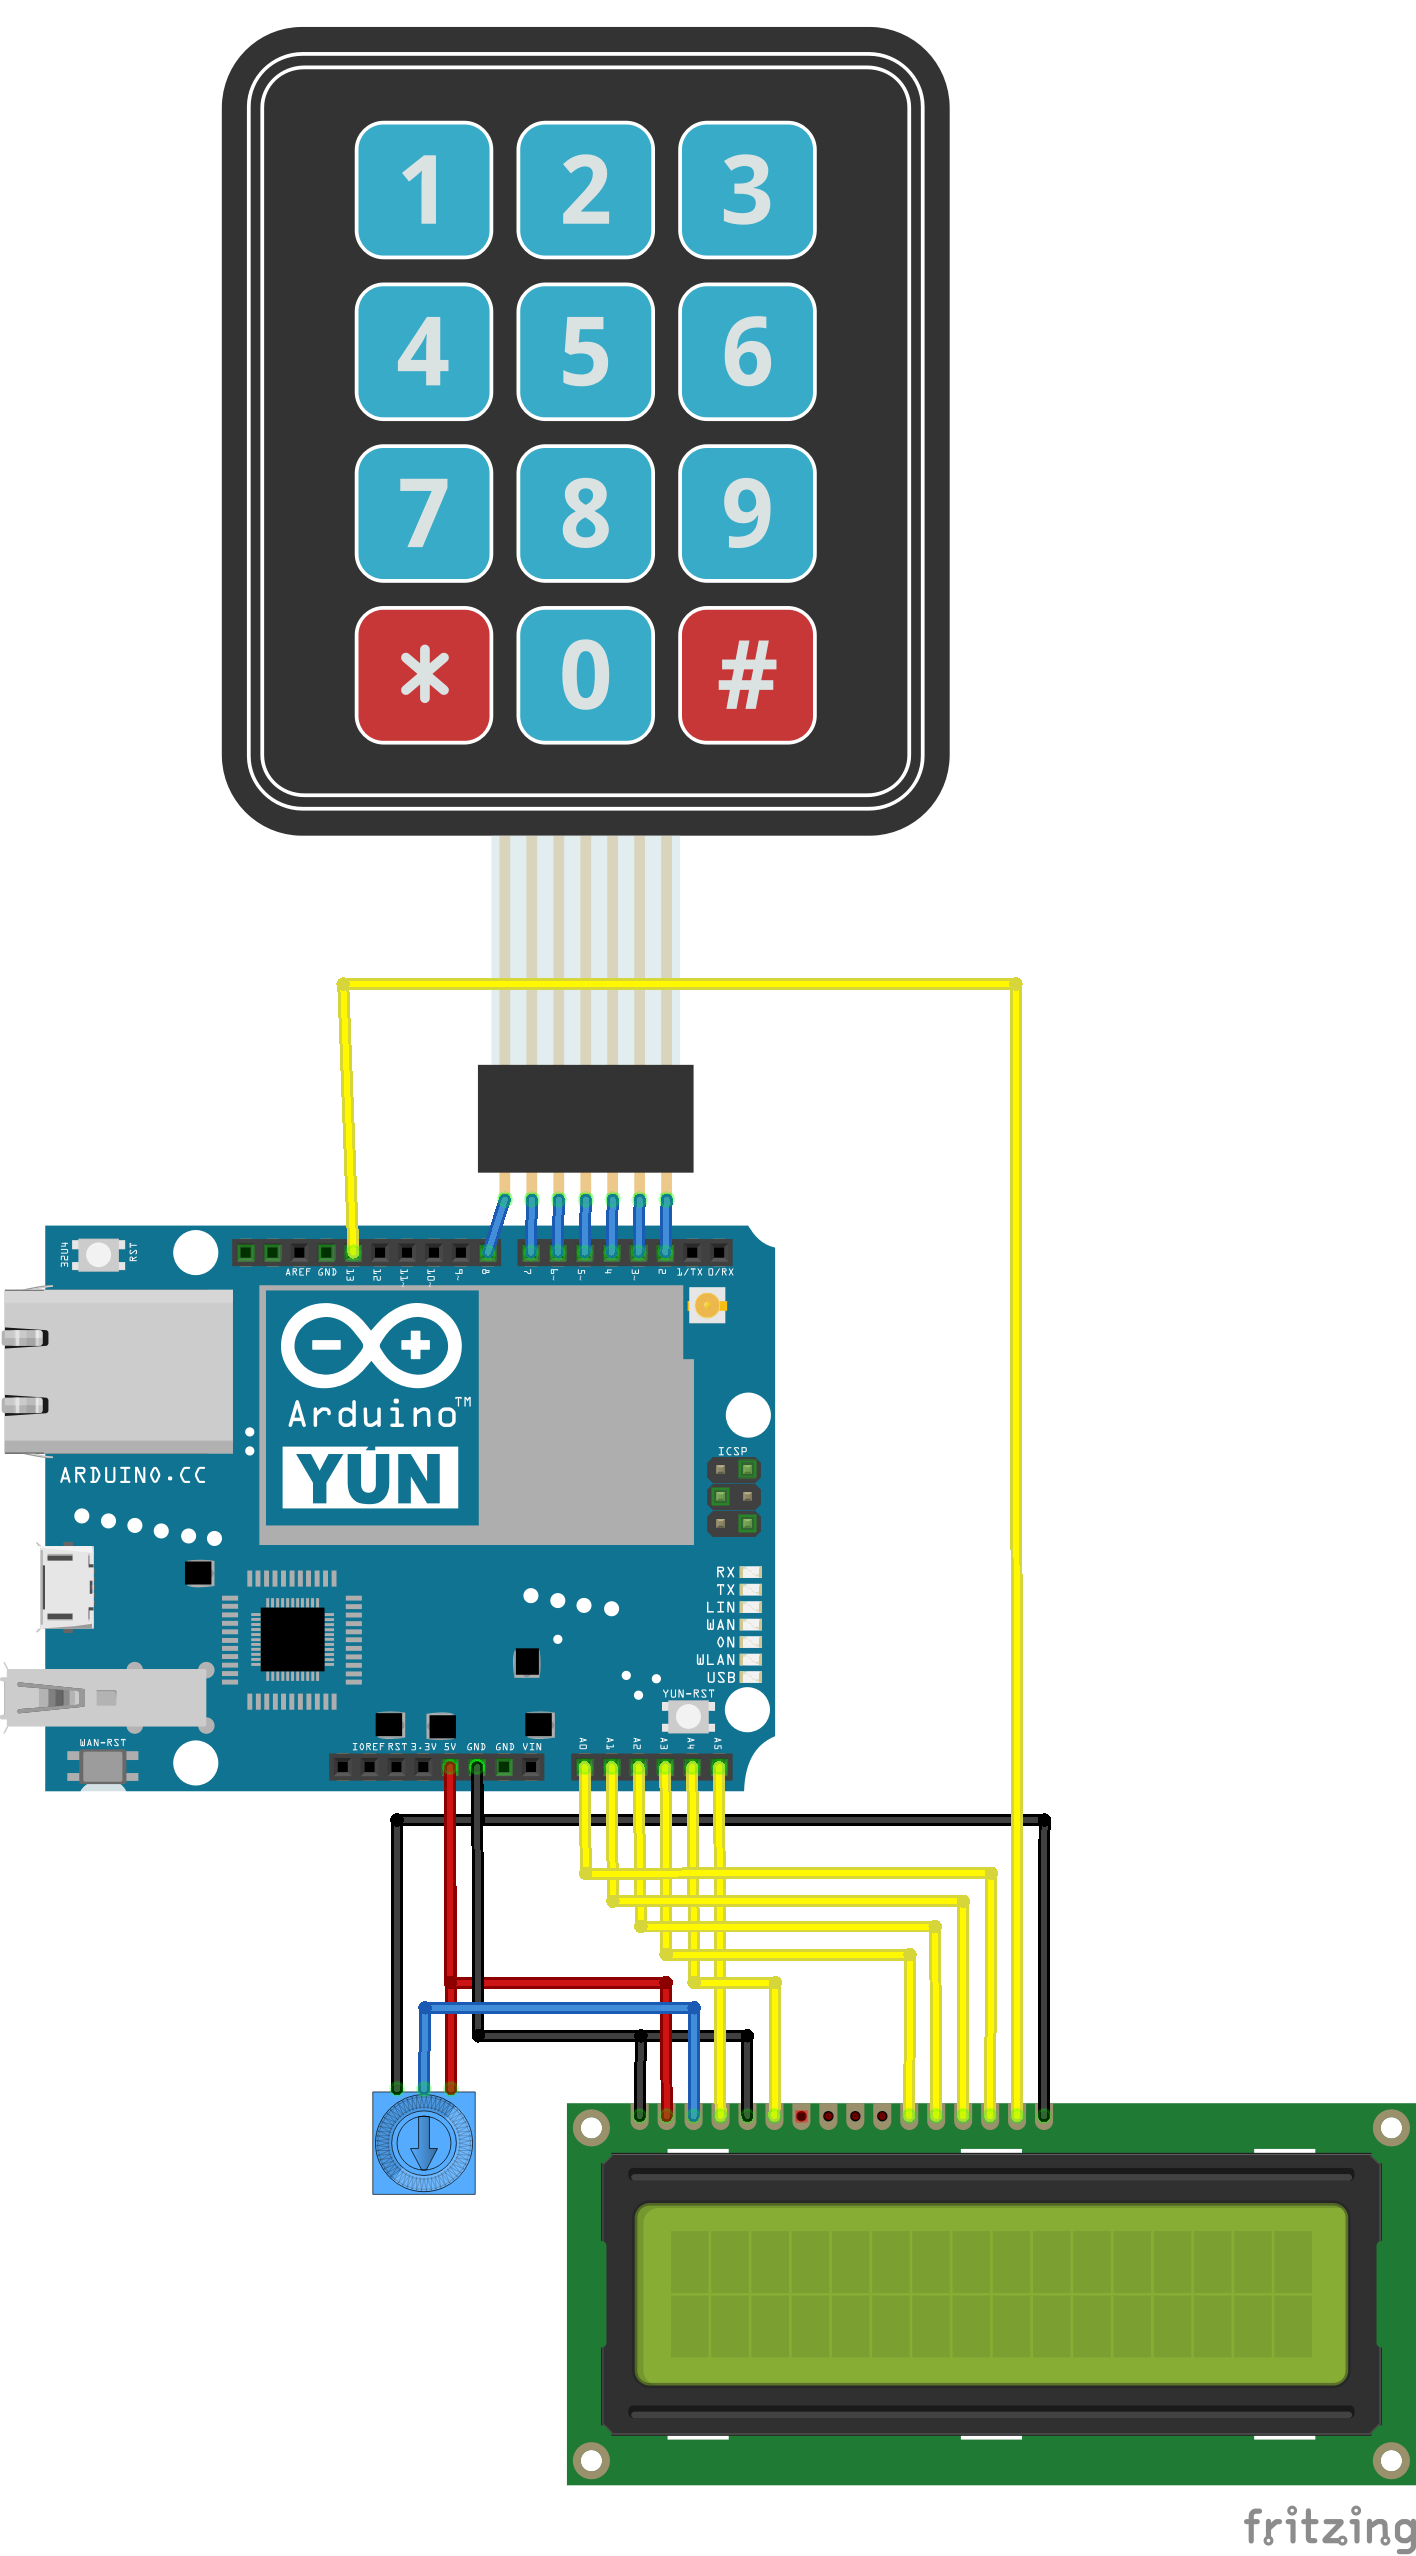 1 2 3
4 5 6
7 8 9
* 0 #
32U4 RST
AREF GND 13 12 11~ 10~ 9~ 8 7 6~ 5~ 4 3~ 2 1/TX 0/RX
Arduino™
YÚN
ICSP
ARDUINO.CC
RX
TX
LIN
WAN
ON
WLAN
USB
YUN-RST
WAN-RST
IOREF RST 3.3V 5V GND GND VIN
A0 A1 A2 A3 A4 A5
fritzing